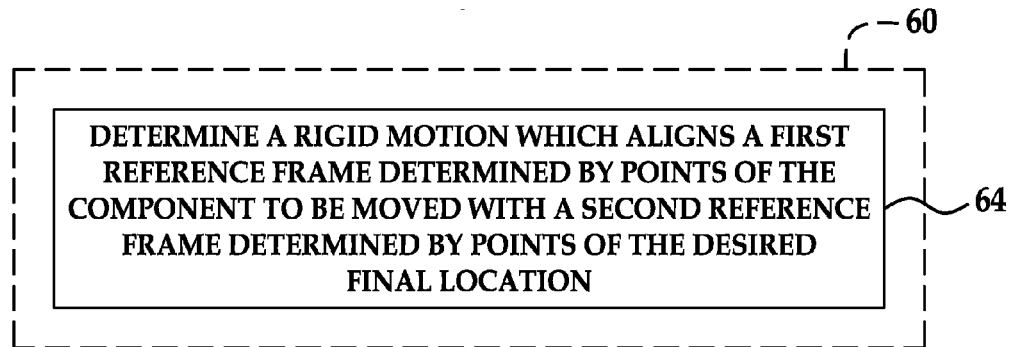 60
DETERMINE A RIGID MOTION WHICH ALIGNS A FIRST
REFERENCE FRAME DETERMINED BY POINTS OF THE
COMPONENT TO BE MOVED WITH A SECOND REFERENCE
FRAME DETERMINED BY POINTS OF THE DESIRED
FINAL LOCATION
64